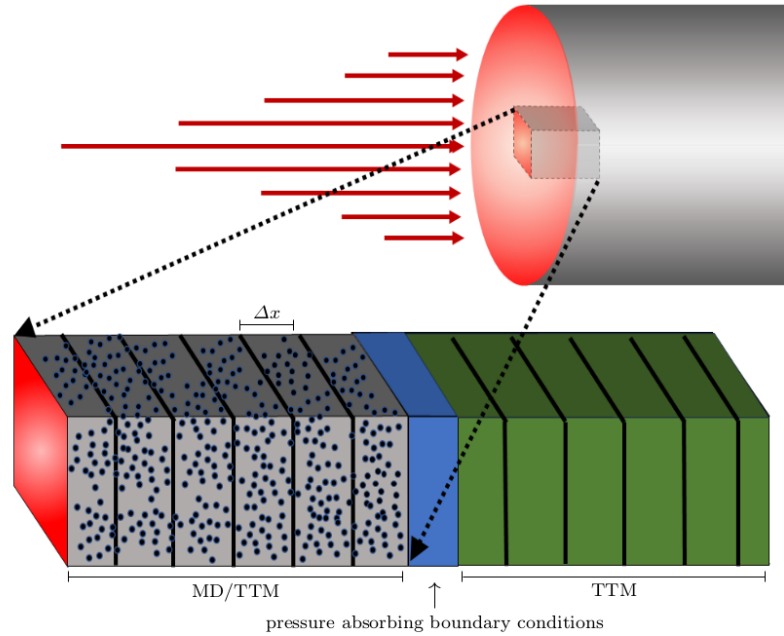 Δx
MD/TTM
TTM
↑
pressure absorbing boundary conditions